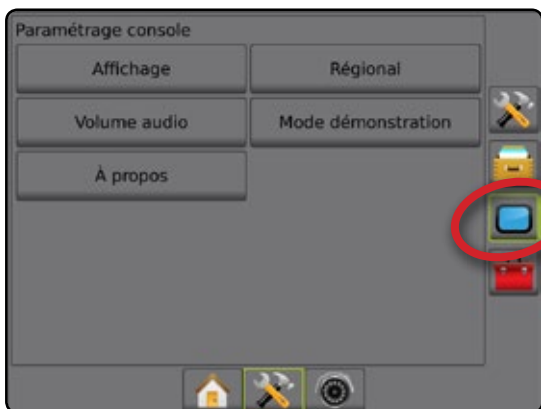 Paramétrage console
Affichage
Régional
Volume audio
Mode démonstration
À propos